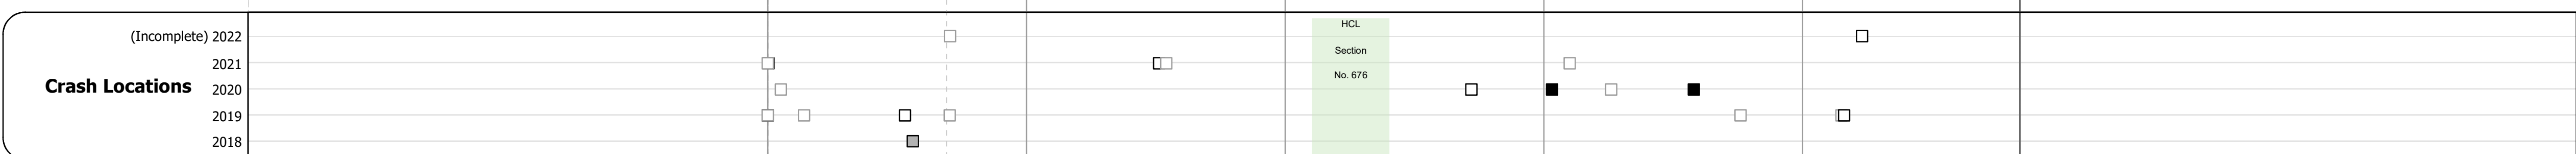 HCL
(Incomplete) 2022
Section
2021
No. 676
Crash Locations
2020
2019
2018